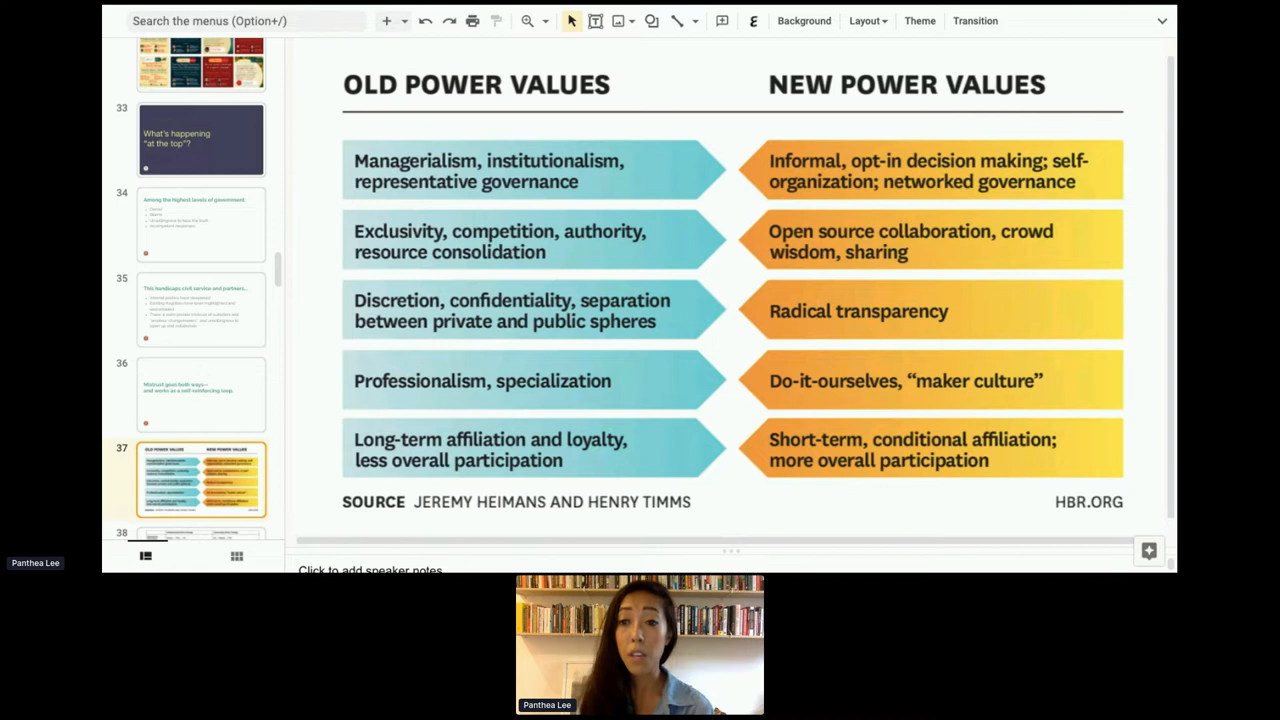 Search the menus (Option+/)
Background
Layout
Theme
Transition
33
What's happening
"at the top"?
34
Among the highest levels of government
35
This handicaps civil service and partners...
36
Mistrust goes both ways—
and works as a self-reinforcing loop.
37
OLD POWER VALUES
NEW POWER VALUES
38
OLD POWER VALUES
NEW POWER VALUES
Managerialism, institutionalism,
representative governance
Informal, opt-in decision making; self-
organization; networked governance
Exclusivity, competition, authority,
resource consolidation
Open source collaboration, crowd
wisdom, sharing
Discretion, confidentiality, separation
between private and public spheres
Radical transparency
Professionalism, specialization
Do-it-ourselves, “maker culture”
Long-term affiliation and loyalty,
less overall participation
Short-term, conditional affiliation;
more overall participation
SOURCE JEREMY HEIMANS AND HENRY TIMMS
HBR.ORG
Click to add speaker notes
Panthea Lee
Panthea Lee